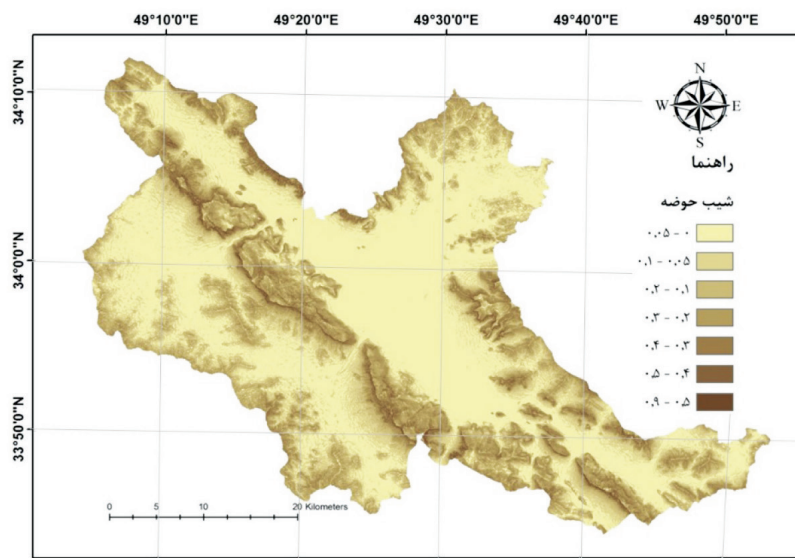 49°10'0"E 49°20'0"E 49°30'0"E 49°40'0"E 49°50'0"E
34°10'0"N
34°0'0"N
33°50'0"N
N
W E
S
راهنما
شیب حوضه
۰.۰۵ - ۰
۰.۱ - ۰.۰۵
۰.۲ - ۰.۱
۰.۳ - ۰.۲
۰.۴ - ۰.۳
۰.۵ - ۰.۴
۰.۹ - ۰.۵
0 5 10 20 Kilometers